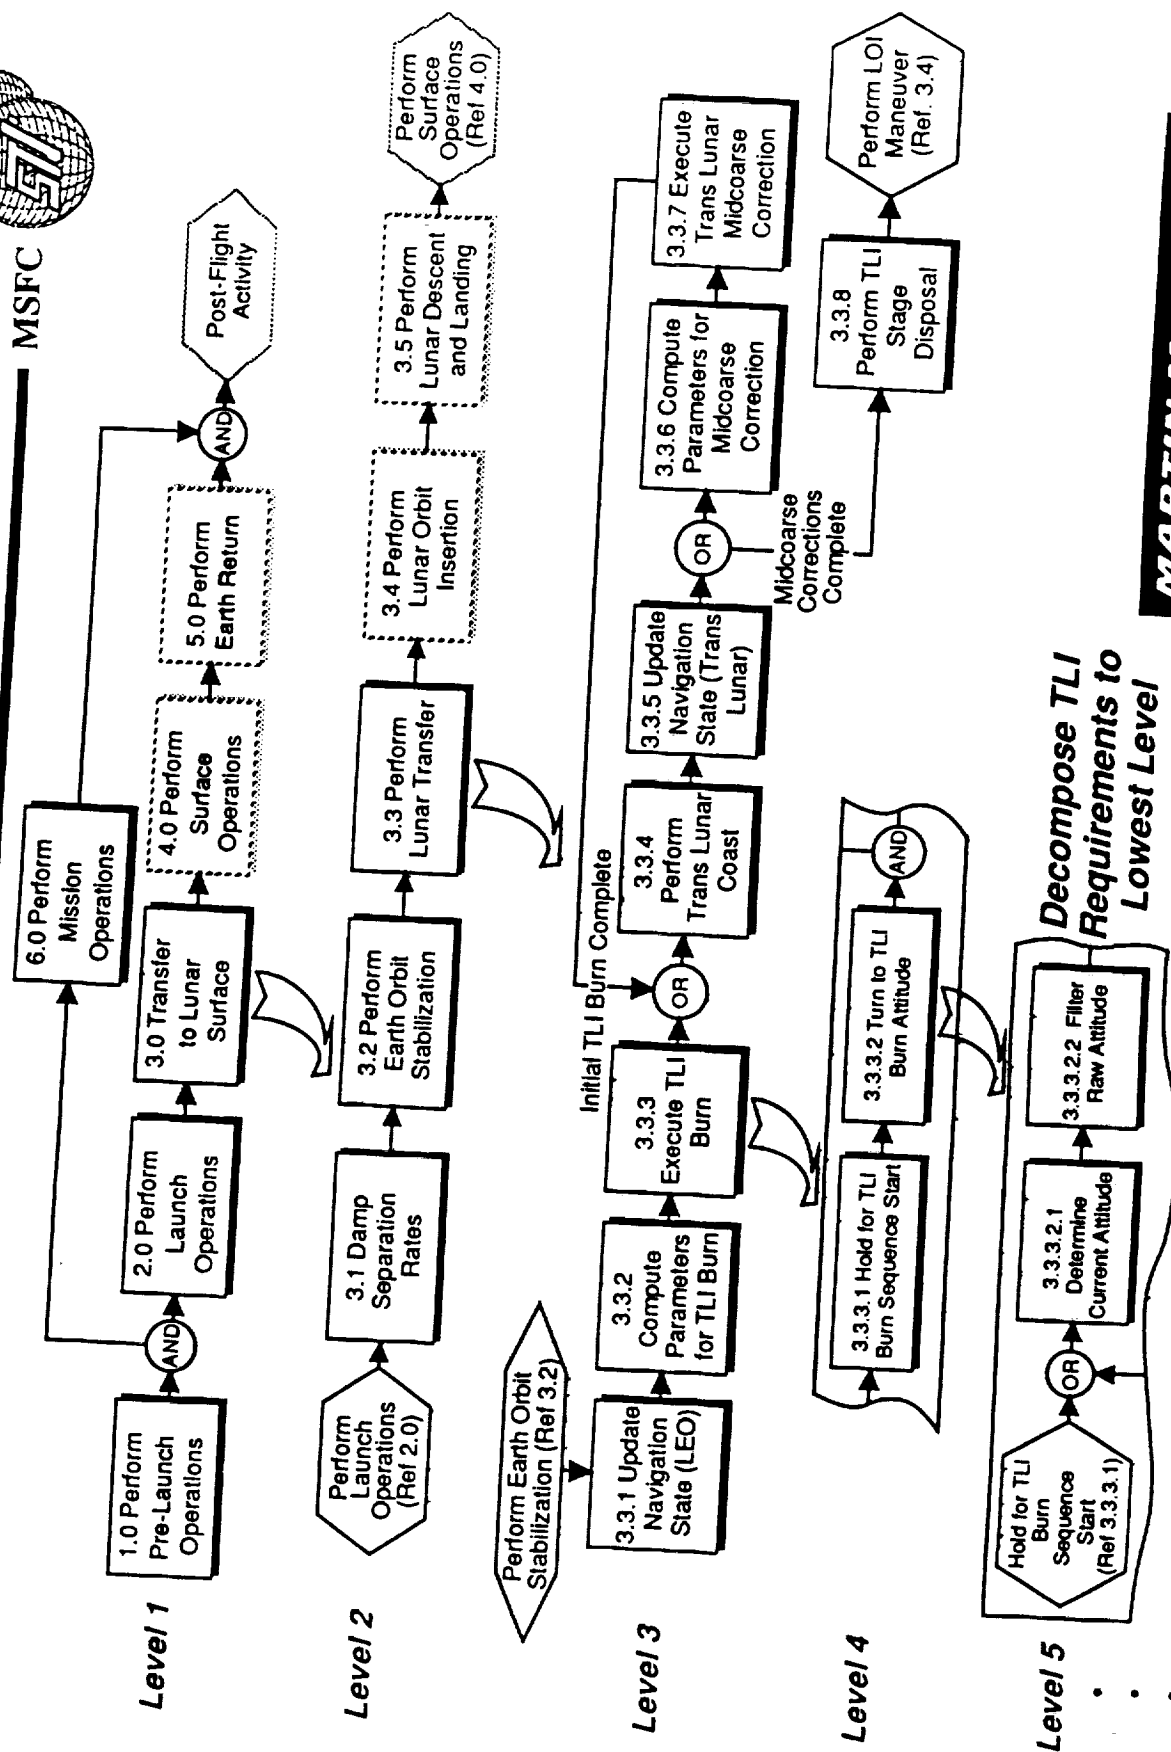 MSFC
STV
Level 1
1.0 Perform
Pre-Launch
Operations
AND
2.0 Perform
Launch
Operations
3.0 Transfer
to Lunar
Surface
4.0 Perform
Surface
Operations
5.0 Perform
Earth Return
AND
Post-Flight
Activity
6.0 Perform
Mission
Operations
Level 2
Perform
Launch
Operations
(Ref 2.0)
3.1 Damp
Separation
Rates
3.2 Perform
Earth Orbit
Stabilization
3.3 Perform
Lunar Transfer
3.4 Perform
Lunar Orbit
Insertion
3.5 Perform
Lunar Descent
and Landing
Perform
Surface
Operations
(Ref 4.0)
Level 3
Perform Earth Orbit
Stabilization (Ref 3.2)
3.3.1 Update
Navigation
State (LEO)
3.3.2
Compute
Parameters
for TLI Burn
3.3.3
Execute TLI
Burn
Initial TLI Burn Complete
OR
3.3.4
Perform
Trans Lunar
Coast
3.3.5 Update
Navigation
State (Trans
Lunar)
OR
3.3.6 Compute
Parameters for
Midcoarse
Correction
3.3.7 Execute
Trans Lunar
Midcoarse
Correction
Midcoarse
Corrections
Complete
3.3.8
Perform TLI
Stage
Disposal
Perform LOI
Maneuver
(Ref. 3.4)
Level 4
3.3.3.1 Hold for TLI
Burn Sequence Start
3.3.3.2 Turn to TLI
Burn Attitude
AND
Level 5
Hold for TLI
Burn
Sequence
Start
(Ref 3.3.3.1)
OR
3.3.3.2.1
Determine
Current Attitude
3.3.3.2.2 Filter
Raw Attitude
Decompose TLI
Requirements to
Lowest Level